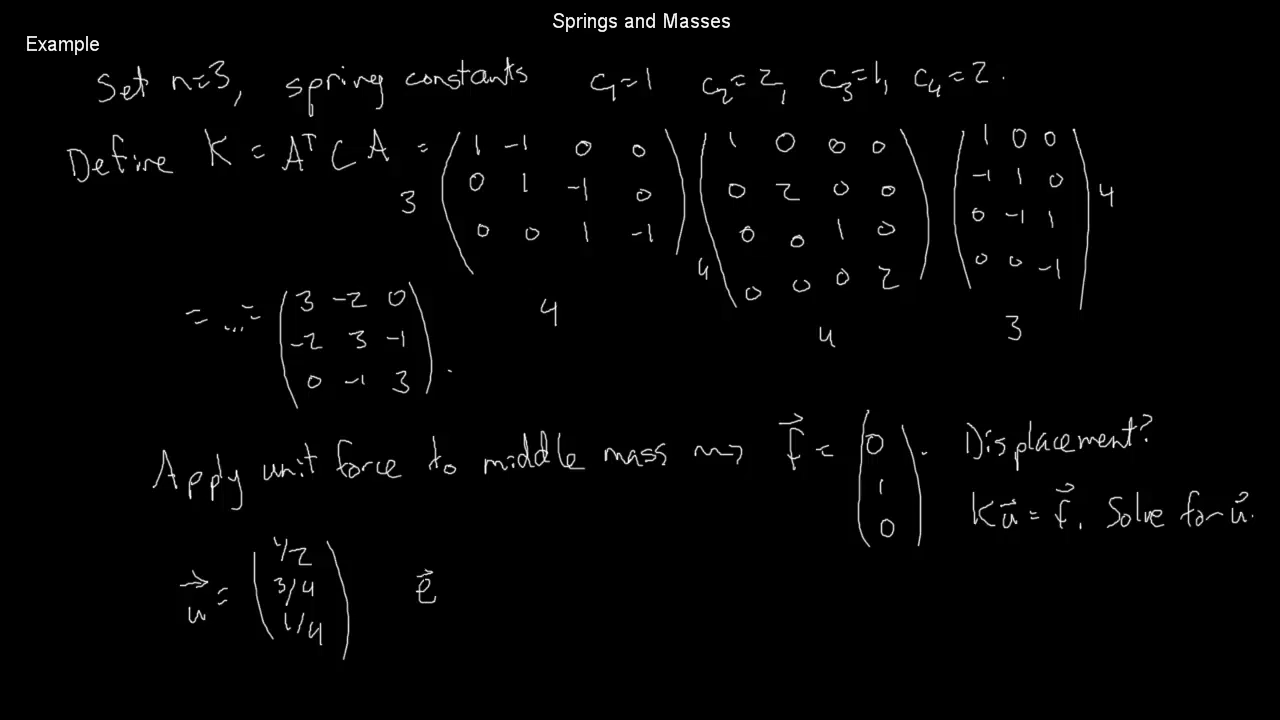 Springs and Masses
Example
Set n=3, spring constants c₁=1 c₂=2, c₃=1, c₄=2.
Define K = AᵀCA = ( 1 -1 0 0 ) ( 1 0 0 0 ) ( 1 0 0 )
3 ( 0 1 -1 0 ) ( 0 2 0 0 ) ( -1 1 0 ) 4
( 0 0 1 -1 ) 4 ( 0 0 1 0 ) ( 0 -1 1 )
( 0 0 0 2 ) ( 0 0 -1 )
4 4 3
= ... = ( 3 -2 0 )
( -2 3 -1 )
( 0 -1 3 ) .
Apply unit force to middle mass ⇝ f⃗ = ( 0 ) . Displacement?
( 1 ) Ku⃗ = f⃗. Solve for u⃗.
( 0 )
u⃗ = ( 1/2 ) e⃗
( 3/4 )
( 1/4 )